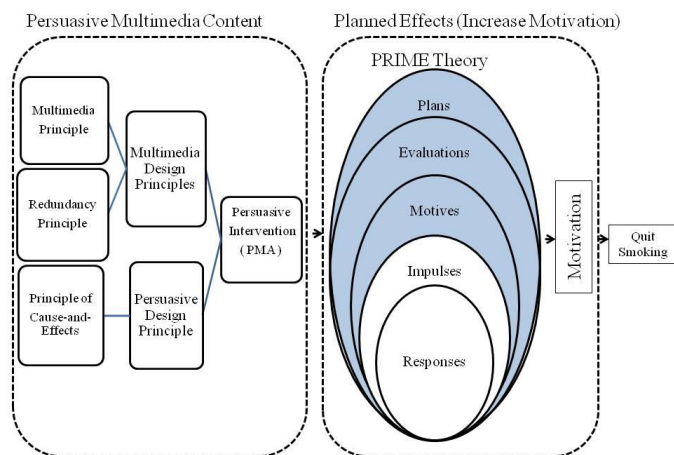 Persuasive Multimedia Content
Multimedia
Principle
Redundancy
Principle
Principle of
Cause-and-
Effects
Multimedia
Design
Principles
Persuasive
Design
Principle
Persuasive
Intervention
(PMA)
Planned Effects (Increase Motivation)
PRIME Theory
Plans
Evaluations
Motives
Impulses
Responses
Motivation
Quit
Smoking